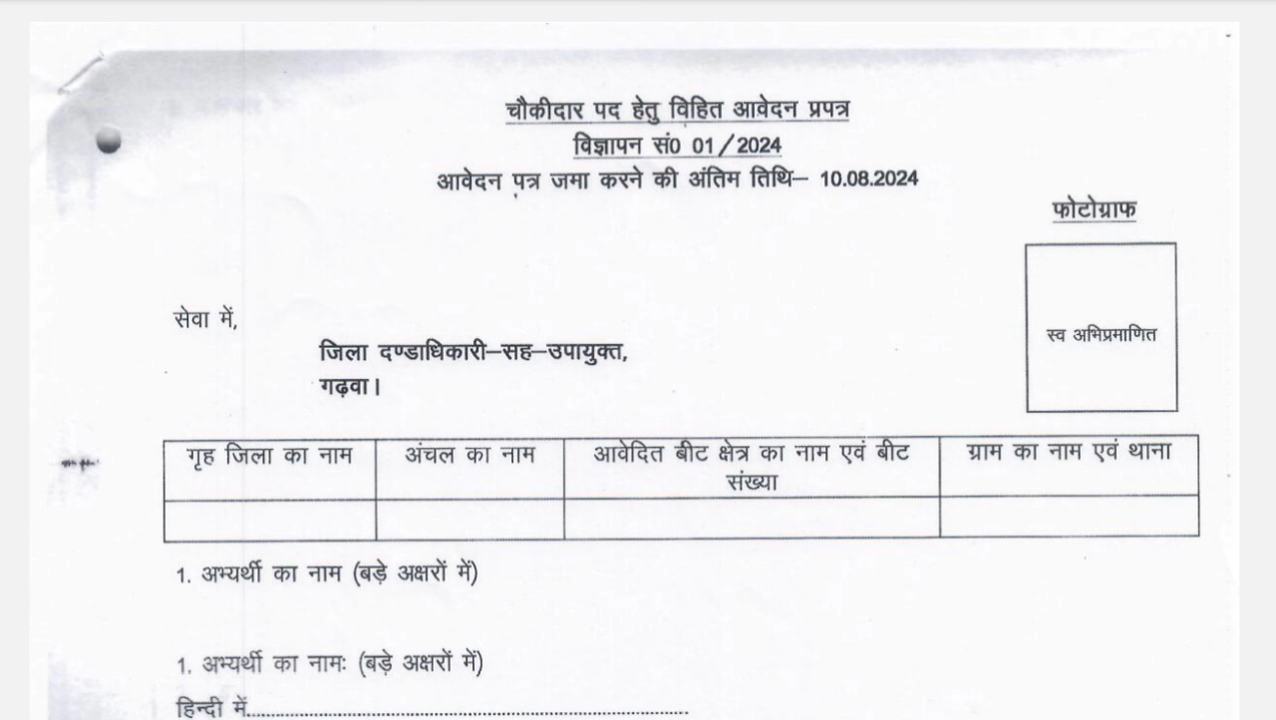 चौकीदार पद हेतु विहित आवेदन प्रपत्र
विज्ञापन सं0 01/2024
आवेदन पत्र जमा करने की अंतिम तिथि– 10.08.2024
फोटोग्राफ
स्व अभिप्रमाणित
सेवा में,
जिला दण्डाधिकारी–सह–उपायुक्त,
गढ़वा।
गृह जिला का नाम
अंचल का नाम
आवेदित बीट क्षेत्र का नाम एवं बीट
संख्या
ग्राम का नाम एवं थाना
1. अभ्यर्थी का नाम (बड़े अक्षरों में)
1. अभ्यर्थी का नामः (बड़े अक्षरों में)
हिन्दी में.......................................................................................